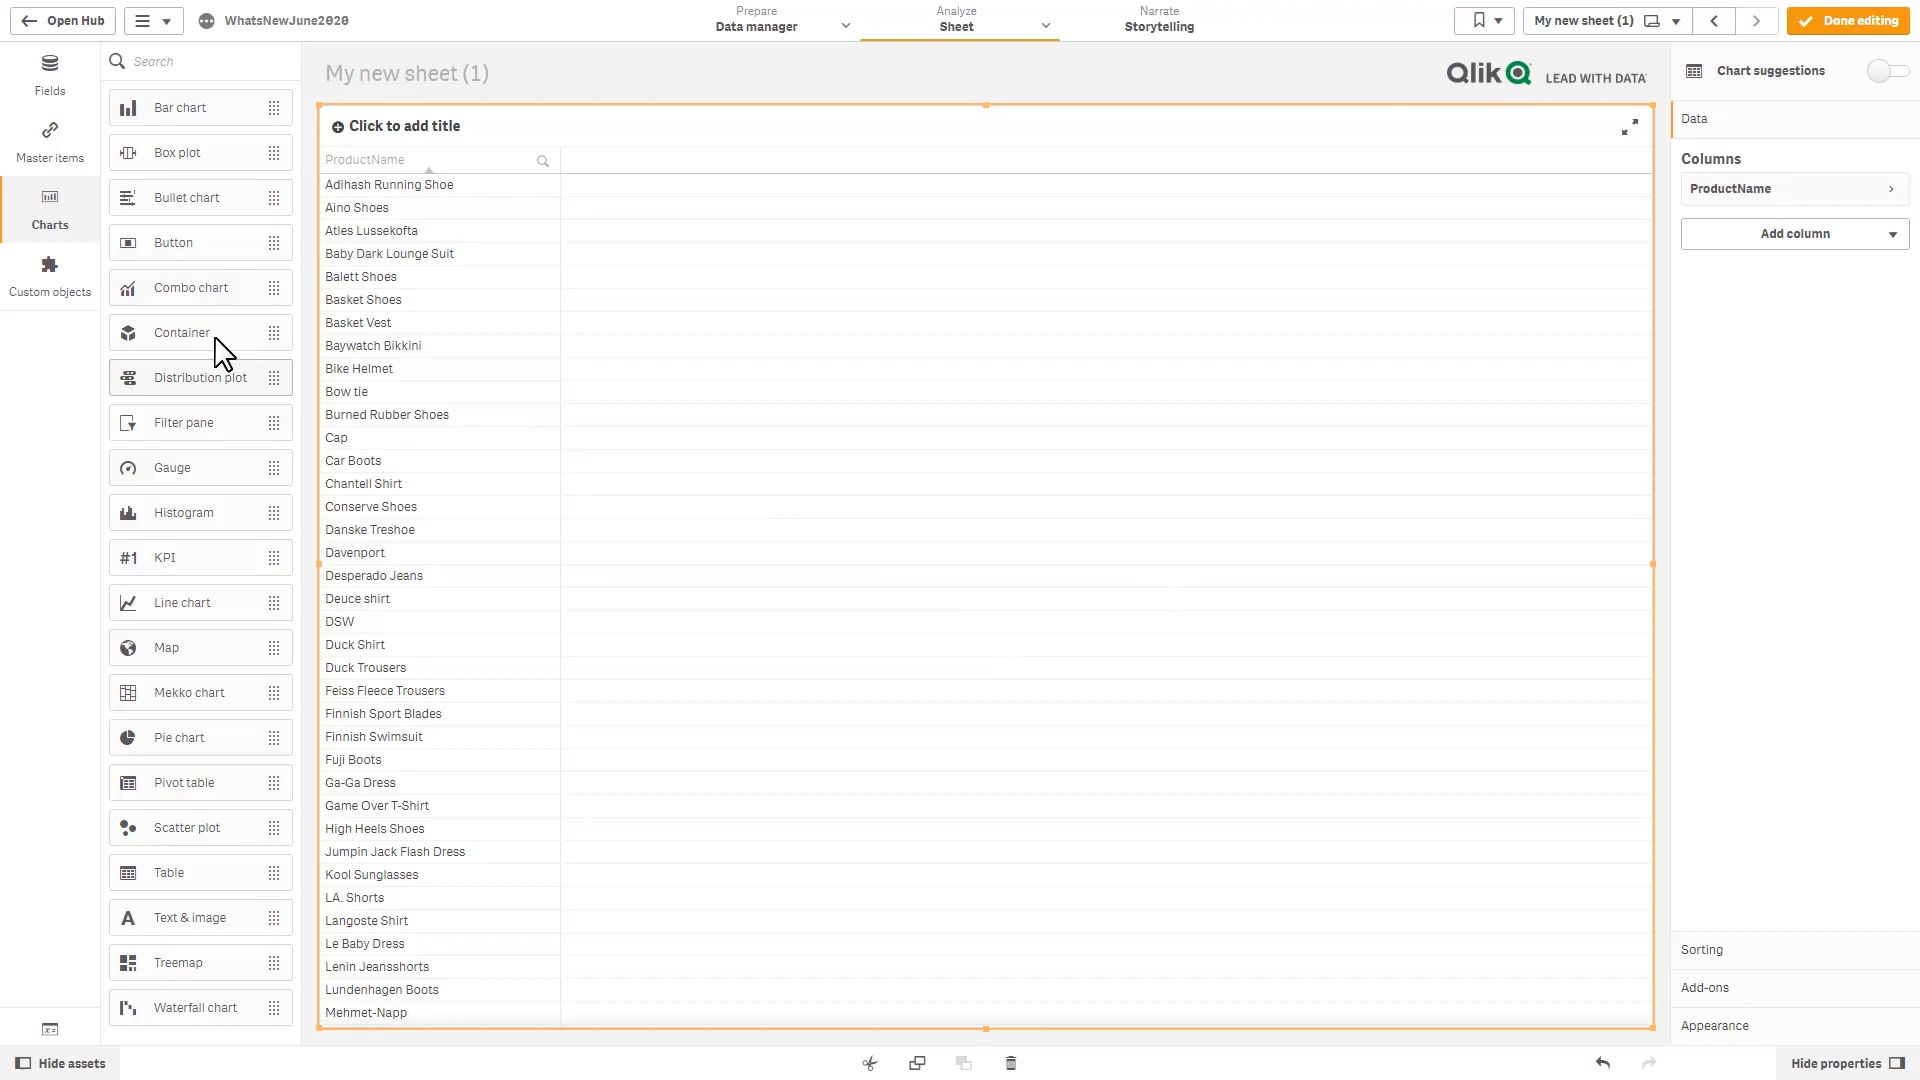 Open Hub
WhatsNewJune2020
Prepare
Data manager
Analyze
Sheet
Narrate
Storytelling
My new sheet (1)
Done editing
Fields
Master items
Charts
Custom objects
Search
Bar chart
Box plot
Bullet chart
Button
Combo chart
Container
Distribution plot
Filter pane
Gauge
Histogram
#1 KPI
Line chart
Map
Mekko chart
Pie chart
Pivot table
Scatter plot
Table
A Text & image
Treemap
Waterfall chart
My new sheet (1)
Qlik LEAD WITH DATA
Click to add title
ProductName
Adihash Running Shoe
Aino Shoes
Atles Lussekofta
Baby Dark Lounge Suit
Balett Shoes
Basket Shoes
Basket Vest
Baywatch Bikkini
Bike Helmet
Bow tie
Burned Rubber Shoes
Cap
Car Boots
Chantell Shirt
Conserve Shoes
Danske Treshoe
Davenport
Desperado Jeans
Deuce shirt
DSW
Duck Shirt
Duck Trousers
Feiss Fleece Trousers
Finnish Sport Blades
Finnish Swimsuit
Fuji Boots
Ga-Ga Dress
Game Over T-Shirt
High Heels Shoes
Jumpin Jack Flash Dress
Kool Sunglasses
LA. Shorts
Langoste Shirt
Le Baby Dress
Lenin Jeansshorts
Lundenhagen Boots
Mehmet-Napp
Chart suggestions
Data
Columns
ProductName
Add column
Sorting
Add-ons
Appearance
Hide assets
Hide properties